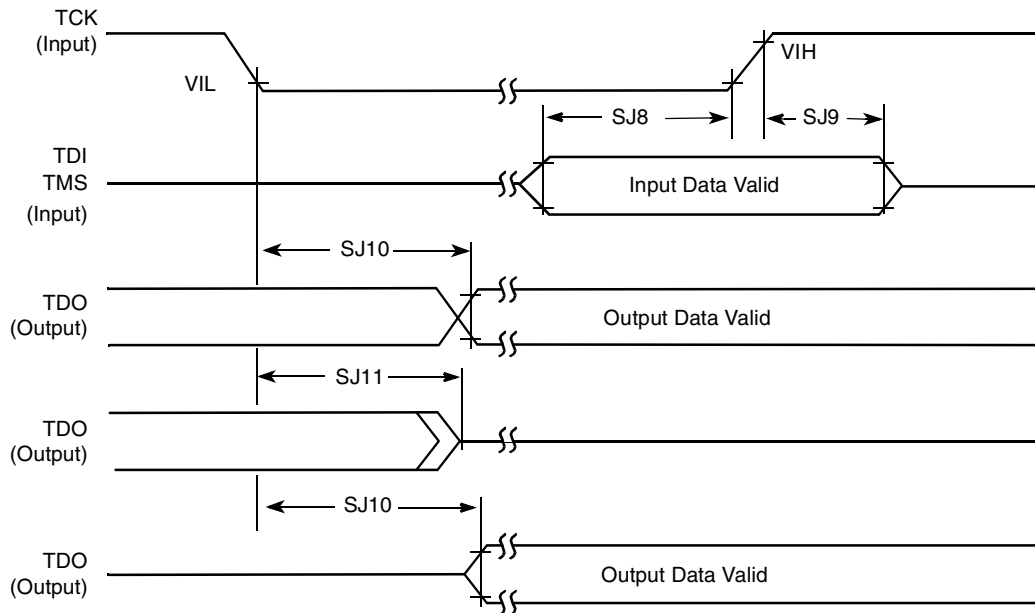 TCK
(Input)
VIL
VIH
SJ8
SJ9
TDI
TMS
(Input)
Input Data Valid
SJ10
TDO
(Output)
Output Data Valid
SJ11
TDO
(Output)
SJ10
TDO
(Output)
Output Data Valid